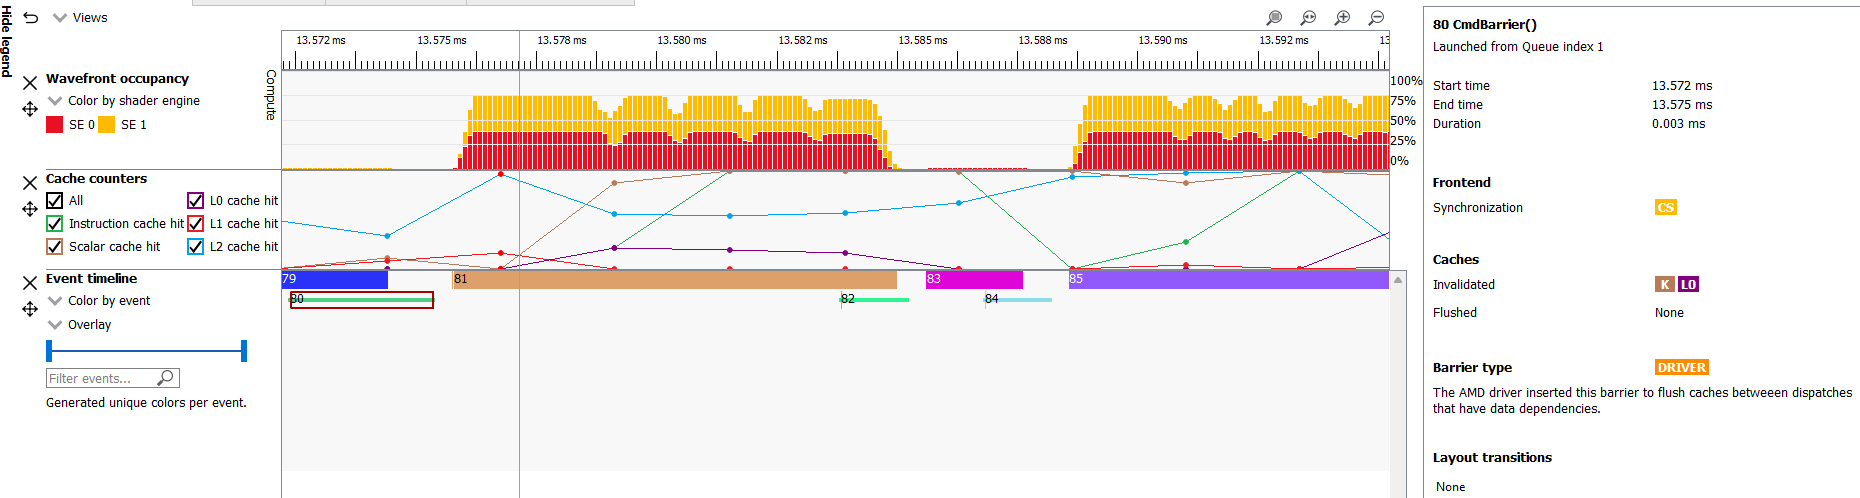 Hide legend
Views
13.572 ms
13.575 ms
13.578 ms
13.580 ms
13.582 ms
13.585 ms
13.588 ms
13.590 ms
13.592 ms
13
Wavefront occupancy
Color by shader engine
SE 0
SE 1
Compute
100%
75%
50%
25%
0%
Cache counters
All
L0 cache hit
Instruction cache hit
L1 cache hit
Scalar cache hit
L2 cache hit
Event timeline
Color by event
Overlay
Filter events...
Generated unique colors per event.
79
81
83
85
80
82
84
80 CmdBarrier()
Launched from Queue index 1
Start time 13.572 ms
End time 13.575 ms
Duration 0.003 ms
Frontend
Synchronization CS
Caches
Invalidated K L0
Flushed None
Barrier type DRIVER
The AMD driver inserted this barrier to flush caches betweeen dispatches
that have data dependencies.
Layout transitions
None